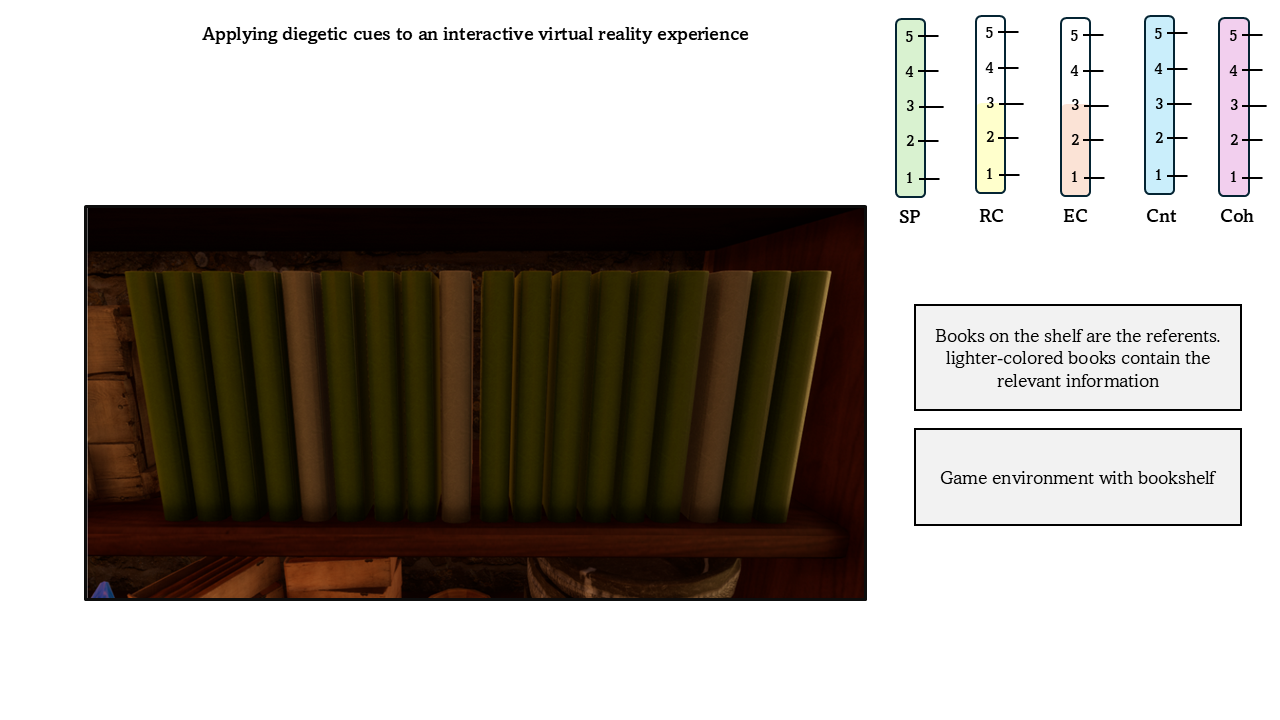 Applying diegetic cues to an interactive virtual reality experience
5 5 5 5 5
4 4 4 4 4
3 3 3 3 3
2 2 2 2 2
1 1 1 1 1
SP RC EC Cnt Coh
Books on the shelf are the referents.
lighter-colored books contain the
relevant information
Game environment with bookshelf